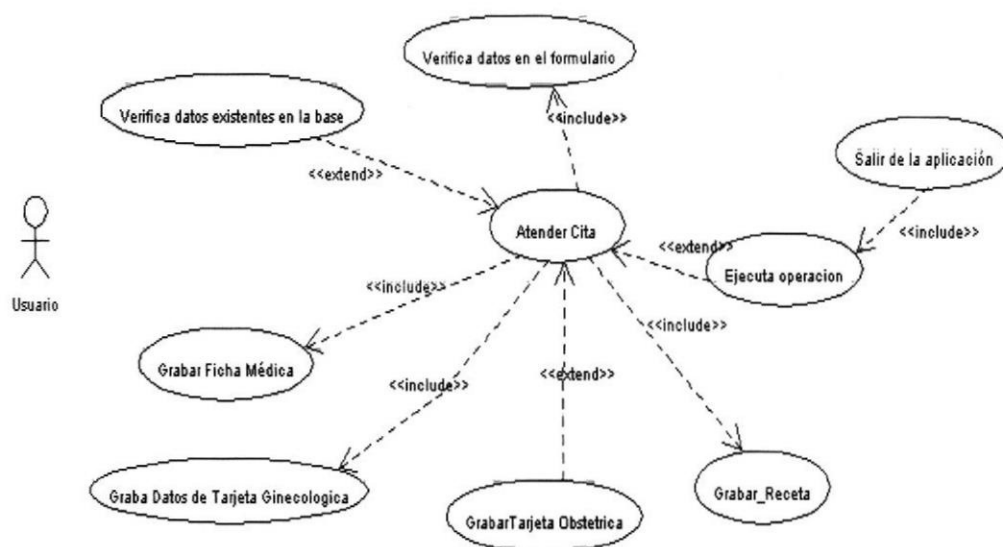 Verifica datos en el formulario
Verifica datos existentes en la base
<<include>>
Salir de la aplicación
<<extend>>
Atender Cita
<<include>>
<<extend>>
Ejecuta operacion
Usuario
<<include>>
<<include>>
Grabar Ficha Médica
<<include>>
<<extend>>
Graba Datos de Tarjeta Ginecologica
Grabar_Receta
GrabarTarjeta Obstetrica